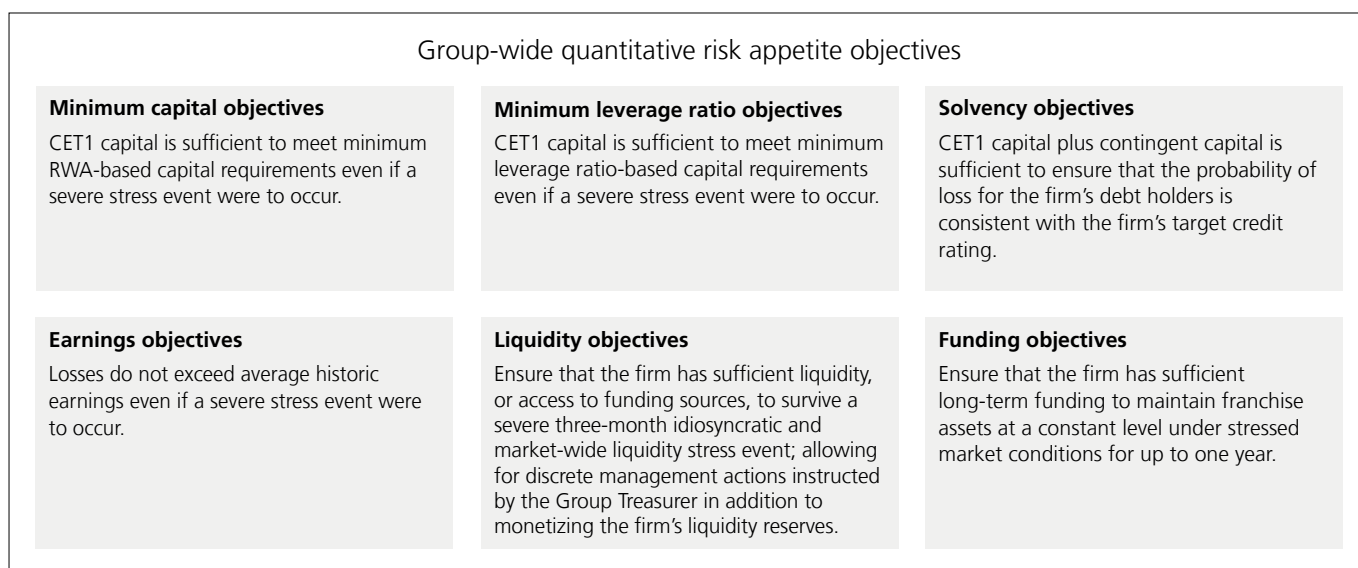 Group-wide quantitative risk appetite objectives
Minimum capital objectives
CET1 capital is sufficient to meet minimum
RWA-based capital requirements even if a
severe stress event were to occur.
Minimum leverage ratio objectives
CET1 capital is sufficient to meet minimum
leverage ratio-based capital requirements
even if a severe stress event were to occur.
Solvency objectives
CET1 capital plus contingent capital is
sufficient to ensure that the probability of
loss for the firm’s debt holders is
consistent with the firm’s target credit
rating.
Earnings objectives
Losses do not exceed average historic
earnings even if a severe stress event were
to occur.
Liquidity objectives
Ensure that the firm has sufficient liquidity,
or access to funding sources, to survive a
severe three-month idiosyncratic and
market-wide liquidity stress event; allowing
for discrete management actions instructed
by the Group Treasurer in addition to
monetizing the firm’s liquidity reserves.
Funding objectives
Ensure that the firm has sufficient
long-term funding to maintain franchise
assets at a constant level under stressed
market conditions for up to one year.